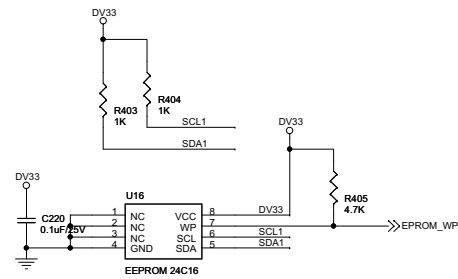 DV33
R403
1K
R404
1K
SCL1
SDA1
DV33
DV33
C220
0.1uF/25V
U16
1 NC VCC 8 DV33
2 NC WP 7
3 NC SCL 6 SCL1
4 GND SDA 5 SDA1
EEPROM 24C16
R405
4.7K
EPROM_WP